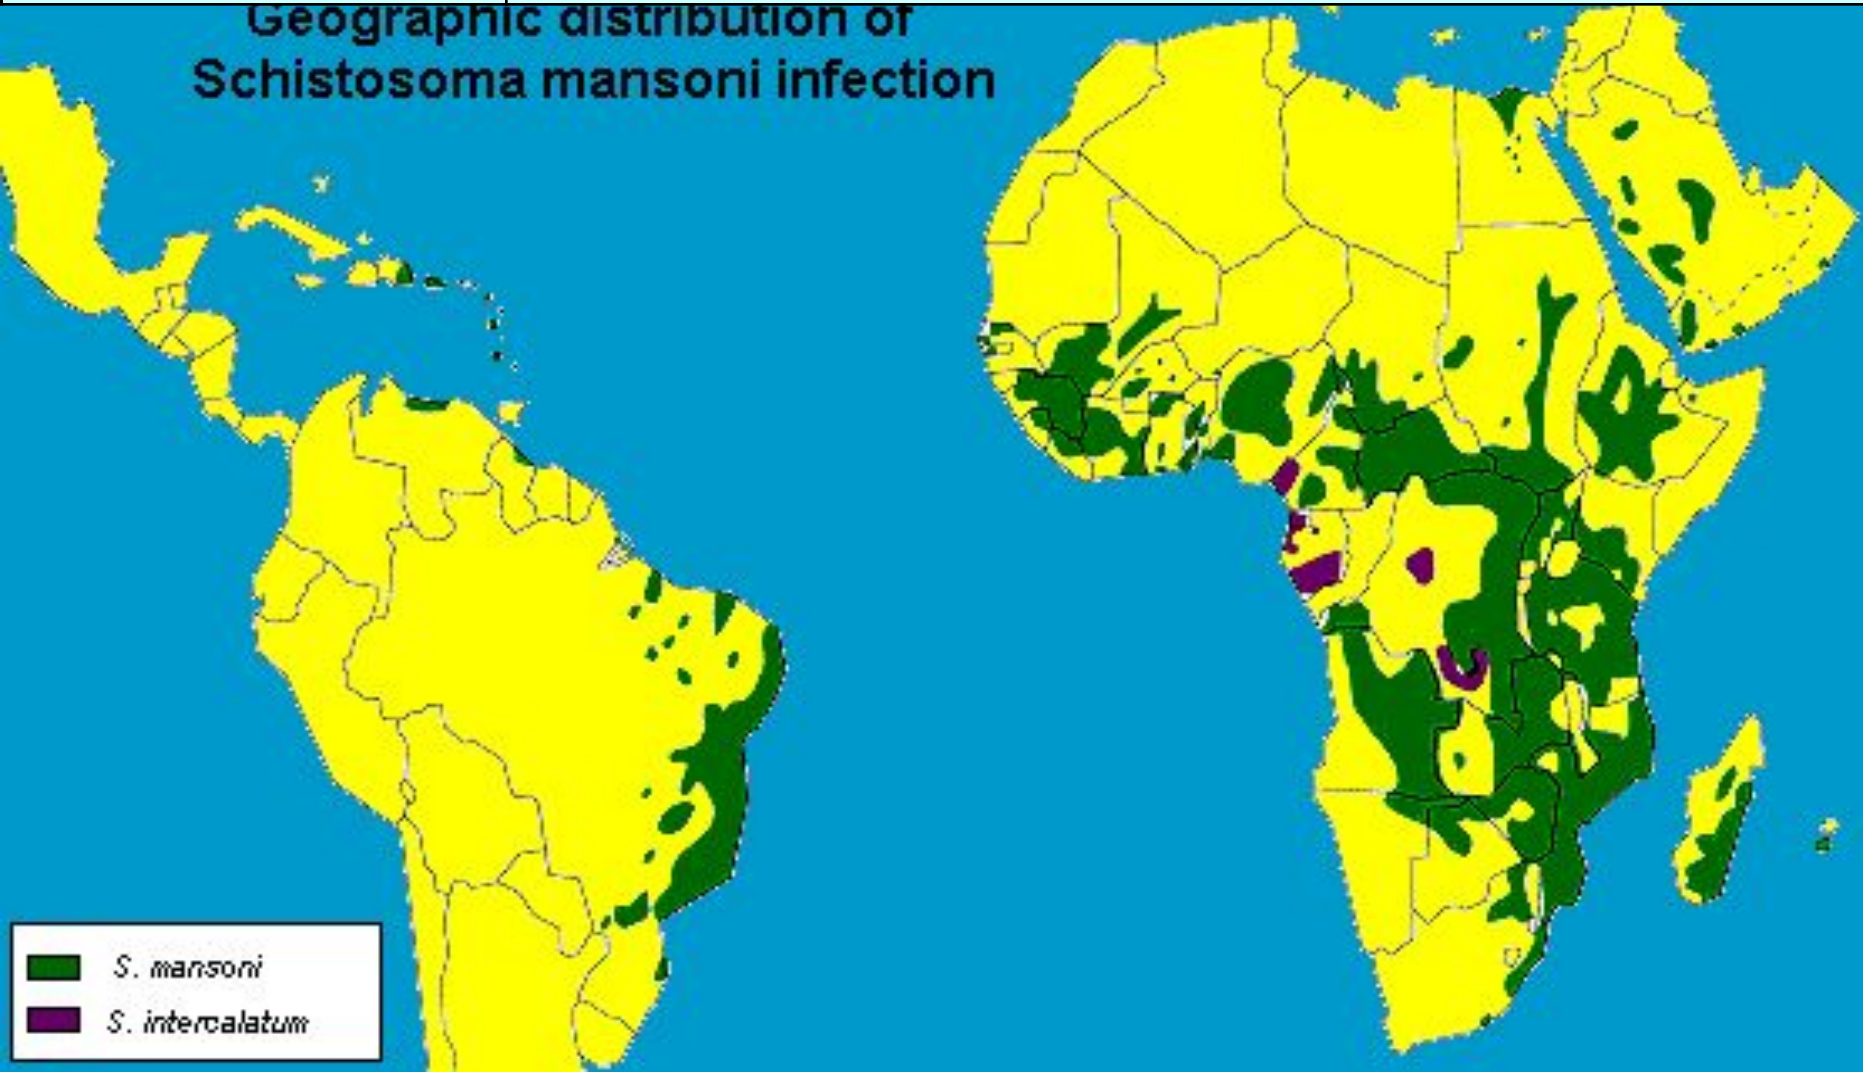 Geographic distribution of
Schistosoma mansoni infection
S. mansoni
S. intercalatum